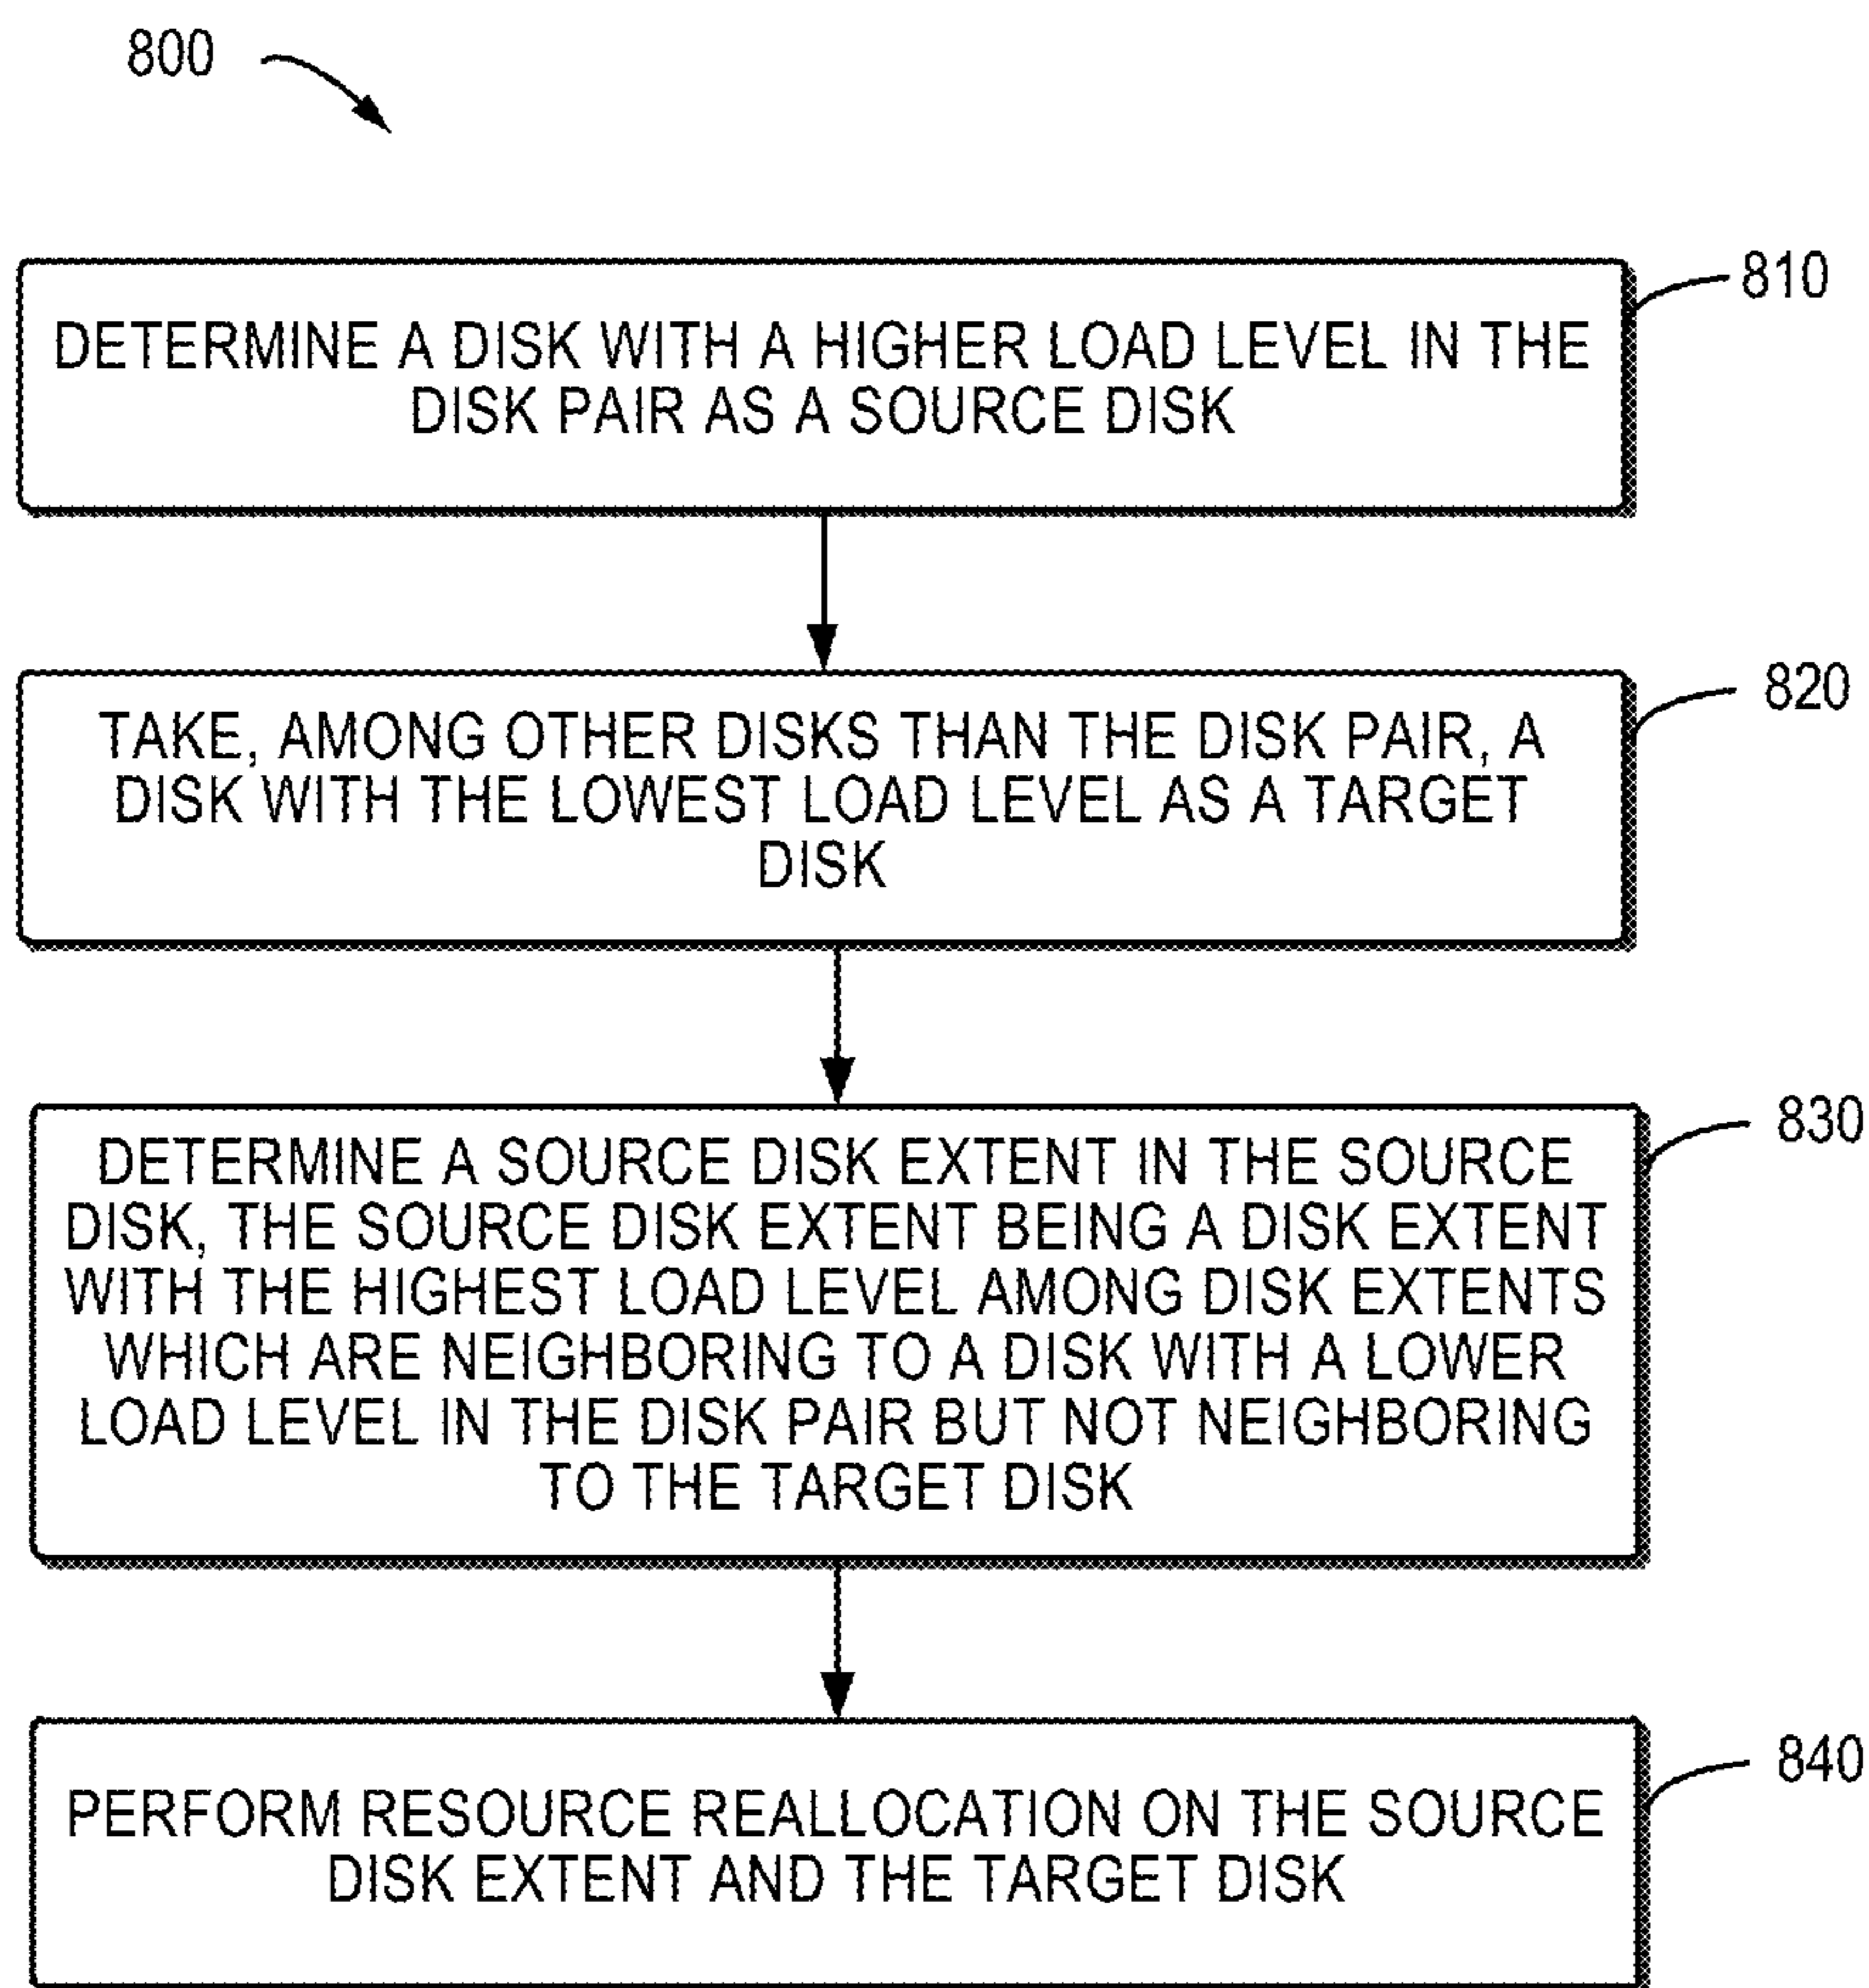 800
810
DETERMINE A DISK WITH A HIGHER LOAD LEVEL IN THE
DISK PAIR AS A SOURCE DISK
820
TAKE, AMONG OTHER DISKS THAN THE DISK PAIR, A
DISK WITH THE LOWEST LOAD LEVEL AS A TARGET
DISK
830
DETERMINE A SOURCE DISK EXTENT IN THE SOURCE
DISK, THE SOURCE DISK EXTENT BEING A DISK EXTENT
WITH THE HIGHEST LOAD LEVEL AMONG DISK EXTENTS
WHICH ARE NEIGHBORING TO A DISK WITH A LOWER
LOAD LEVEL IN THE DISK PAIR BUT NOT NEIGHBORING
TO THE TARGET DISK
840
PERFORM RESOURCE REALLOCATION ON THE SOURCE
DISK EXTENT AND THE TARGET DISK